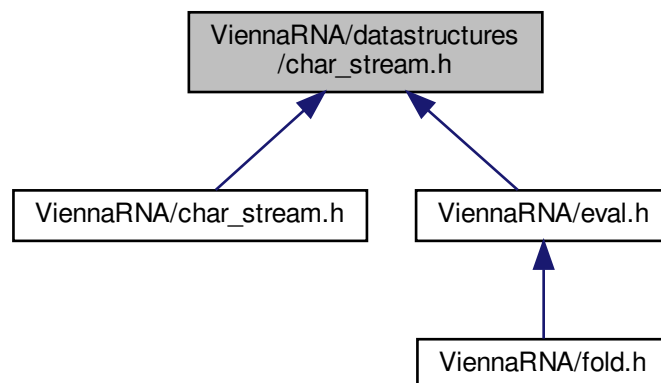 ViennaRNA/datastructures
/char_stream.h
ViennaRNA/char_stream.h
ViennaRNA/eval.h
ViennaRNA/fold.h